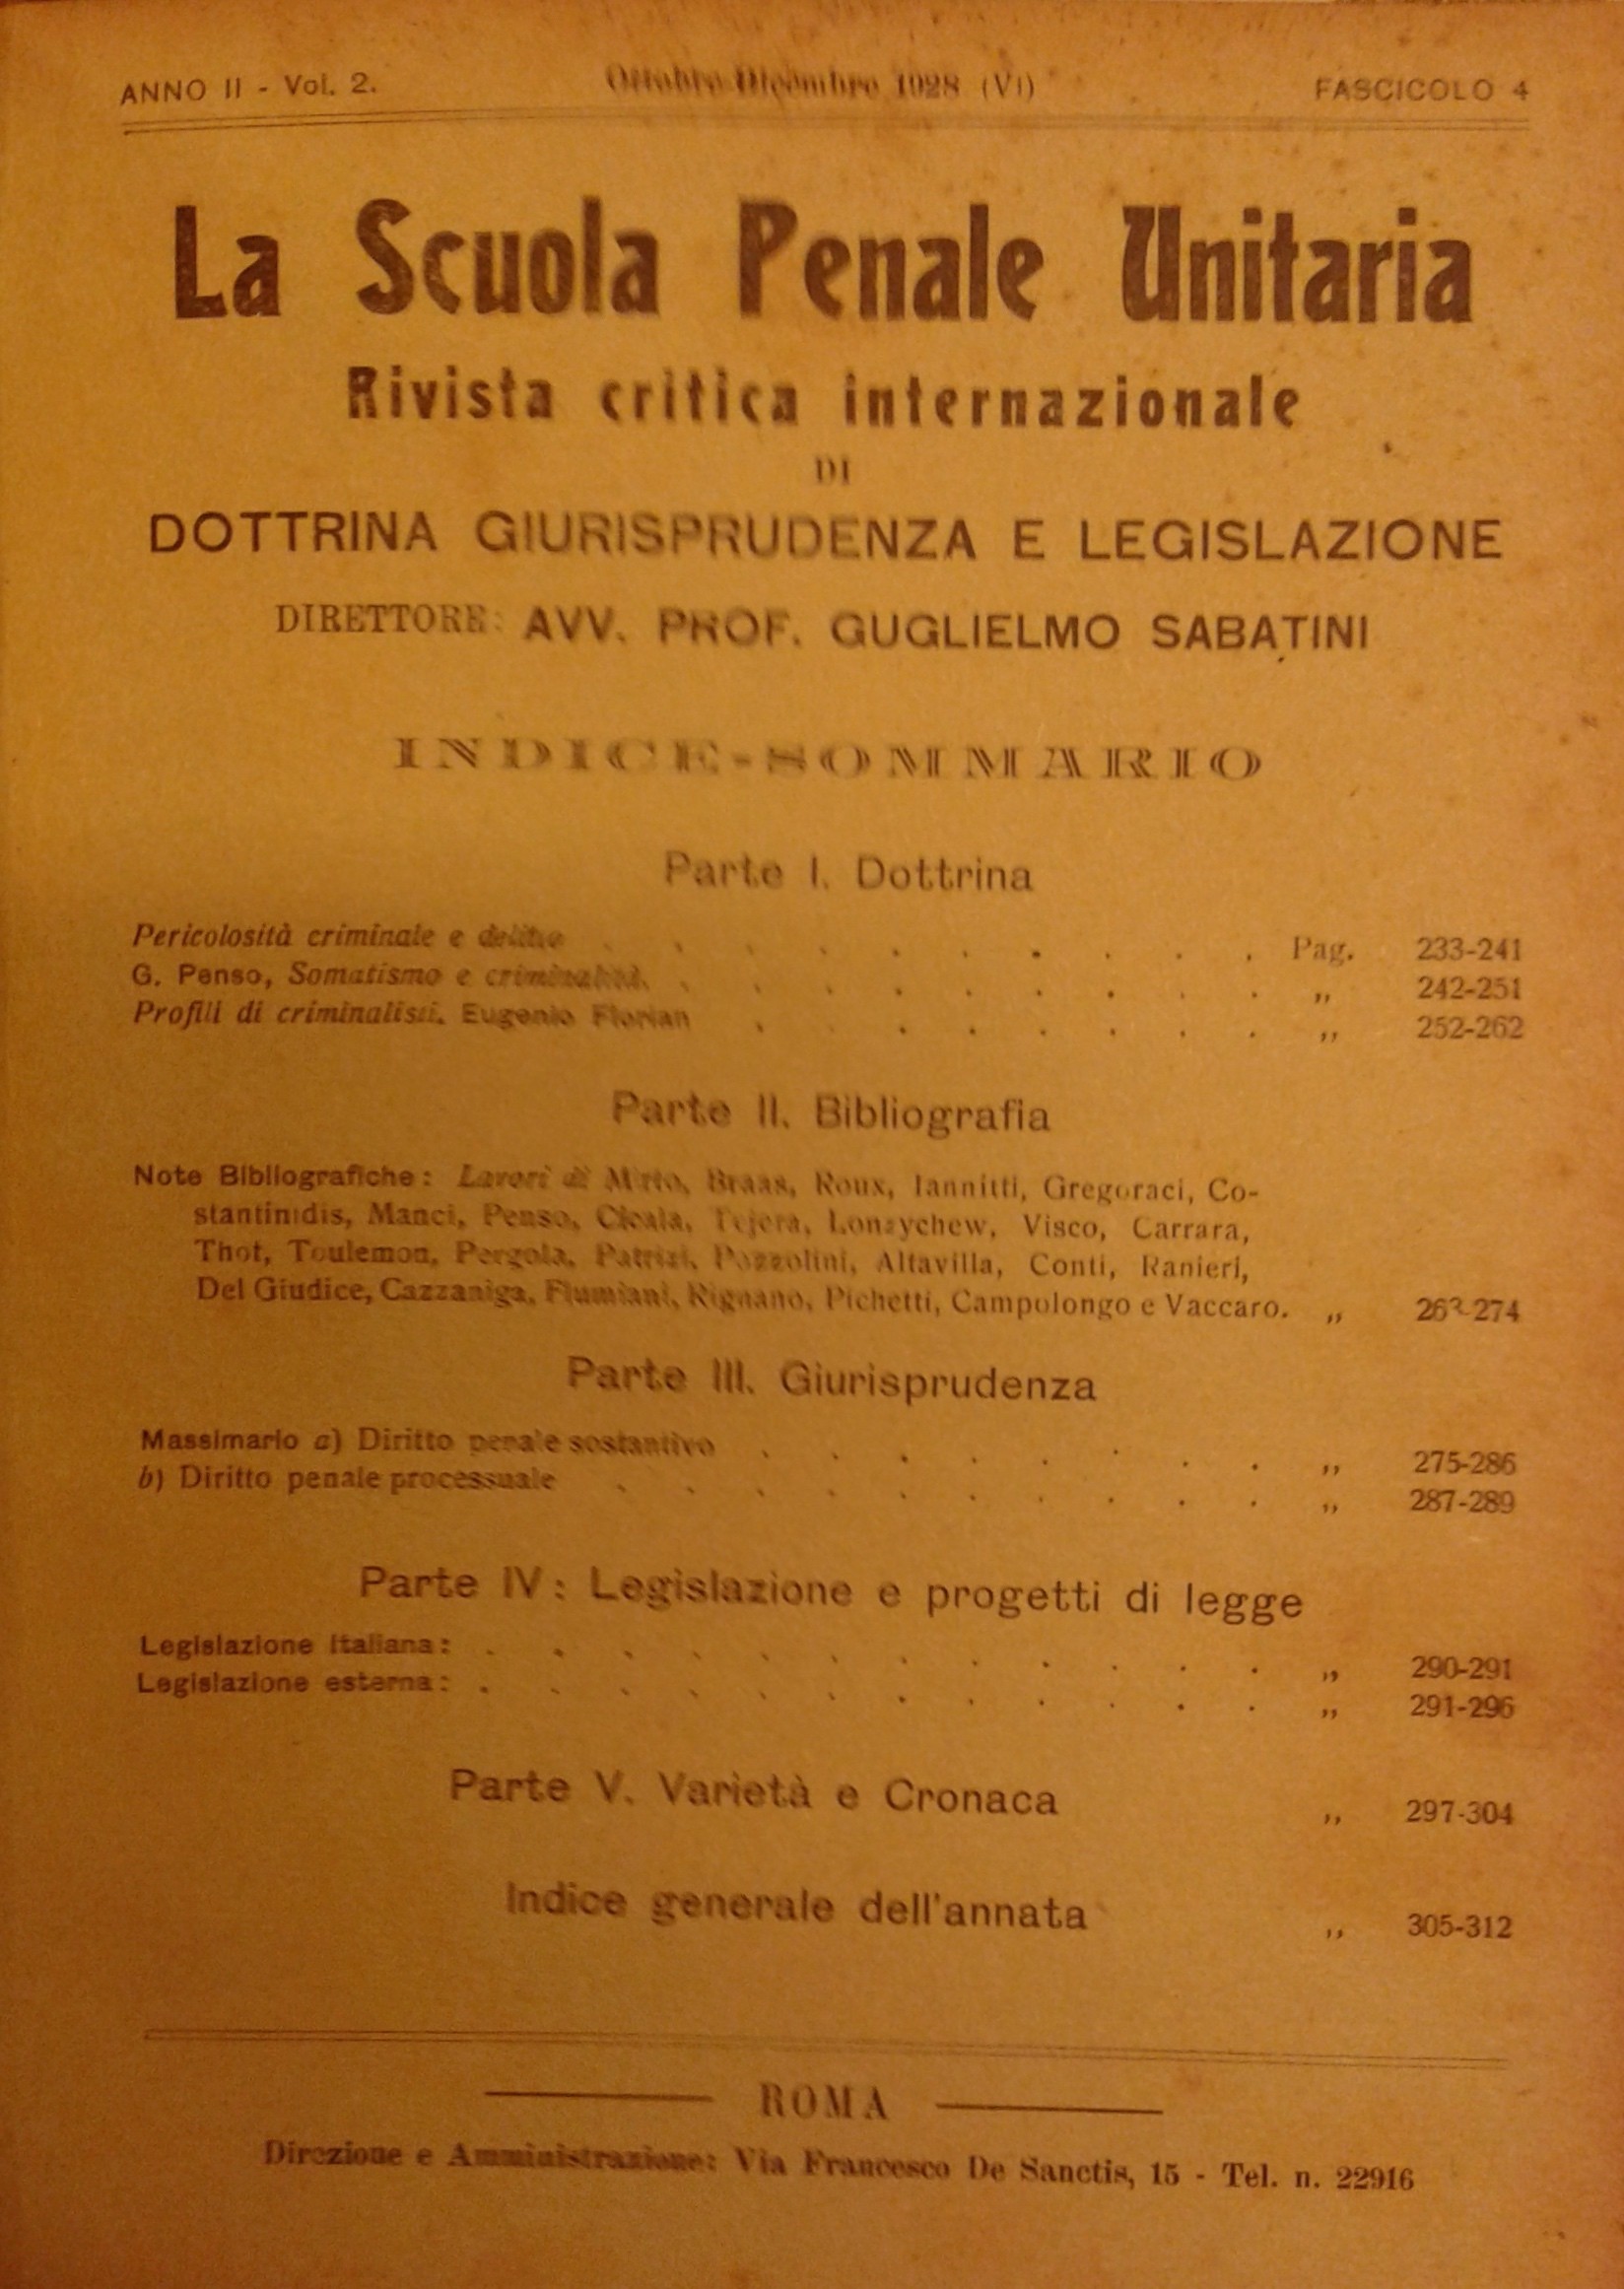 ANNO II - Vol. 2.
Ottobre-Dicembre 1928 (VI)
FASCICOLO 4
La Scuola Penale Unitaria
Rivista critica internazionale
DI
DOTTRINA GIURISPRUDENZA E LEGISLAZIONE
DIRETTORE: AVV. PROF. GUGLIELMO SABATINI
INDICE-SOMMARIO
Parte I. Dottrina
Pericolosità criminale e delitto . . . . . . . . . Pag. 233-241
G. Penso, Somatismo e criminalità. . . . . . . . . . ,, 242-251
Profili di criminalisti. Eugenio Florian . . . . . . . . ,, 252-262
Parte II. Bibliografia
Note Bibliografiche: Lavori di Mirto, Braas, Roux, Iannitti, Gregoraci, Co-
stantinidis, Manci, Penso, Cicala, Tejera, Lonzychew, Visco, Carrara,
Thot, Toulemon, Pergola, Patrizi, Pozzolini, Altavilla, Conti, Ranieri,
Del Giudice, Cazzaniga, Flumiani, Rignano, Pichetti, Campolongo e Vaccaro. ,, 263-274
Parte III. Giurisprudenza
Massimario a) Diritto penale sostantivo . . . . . . . . ,, 275-286
b) Diritto penale processuale . . . . . . . . . . ,, 287-289
Parte IV: Legislazione e progetti di legge
Legislazione italiana: . . . . . . . . . . . . ,, 290-291
Legislazione esterna: . . . . . . . . . . . . ,, 291-296
Parte V. Varietà e Cronaca ,, 297-304
Indice generale dell'annata ,, 305-312
ROMA
Direzione e Amministrazione: Via Francesco De Sanctis, 15 - Tel. n. 22916